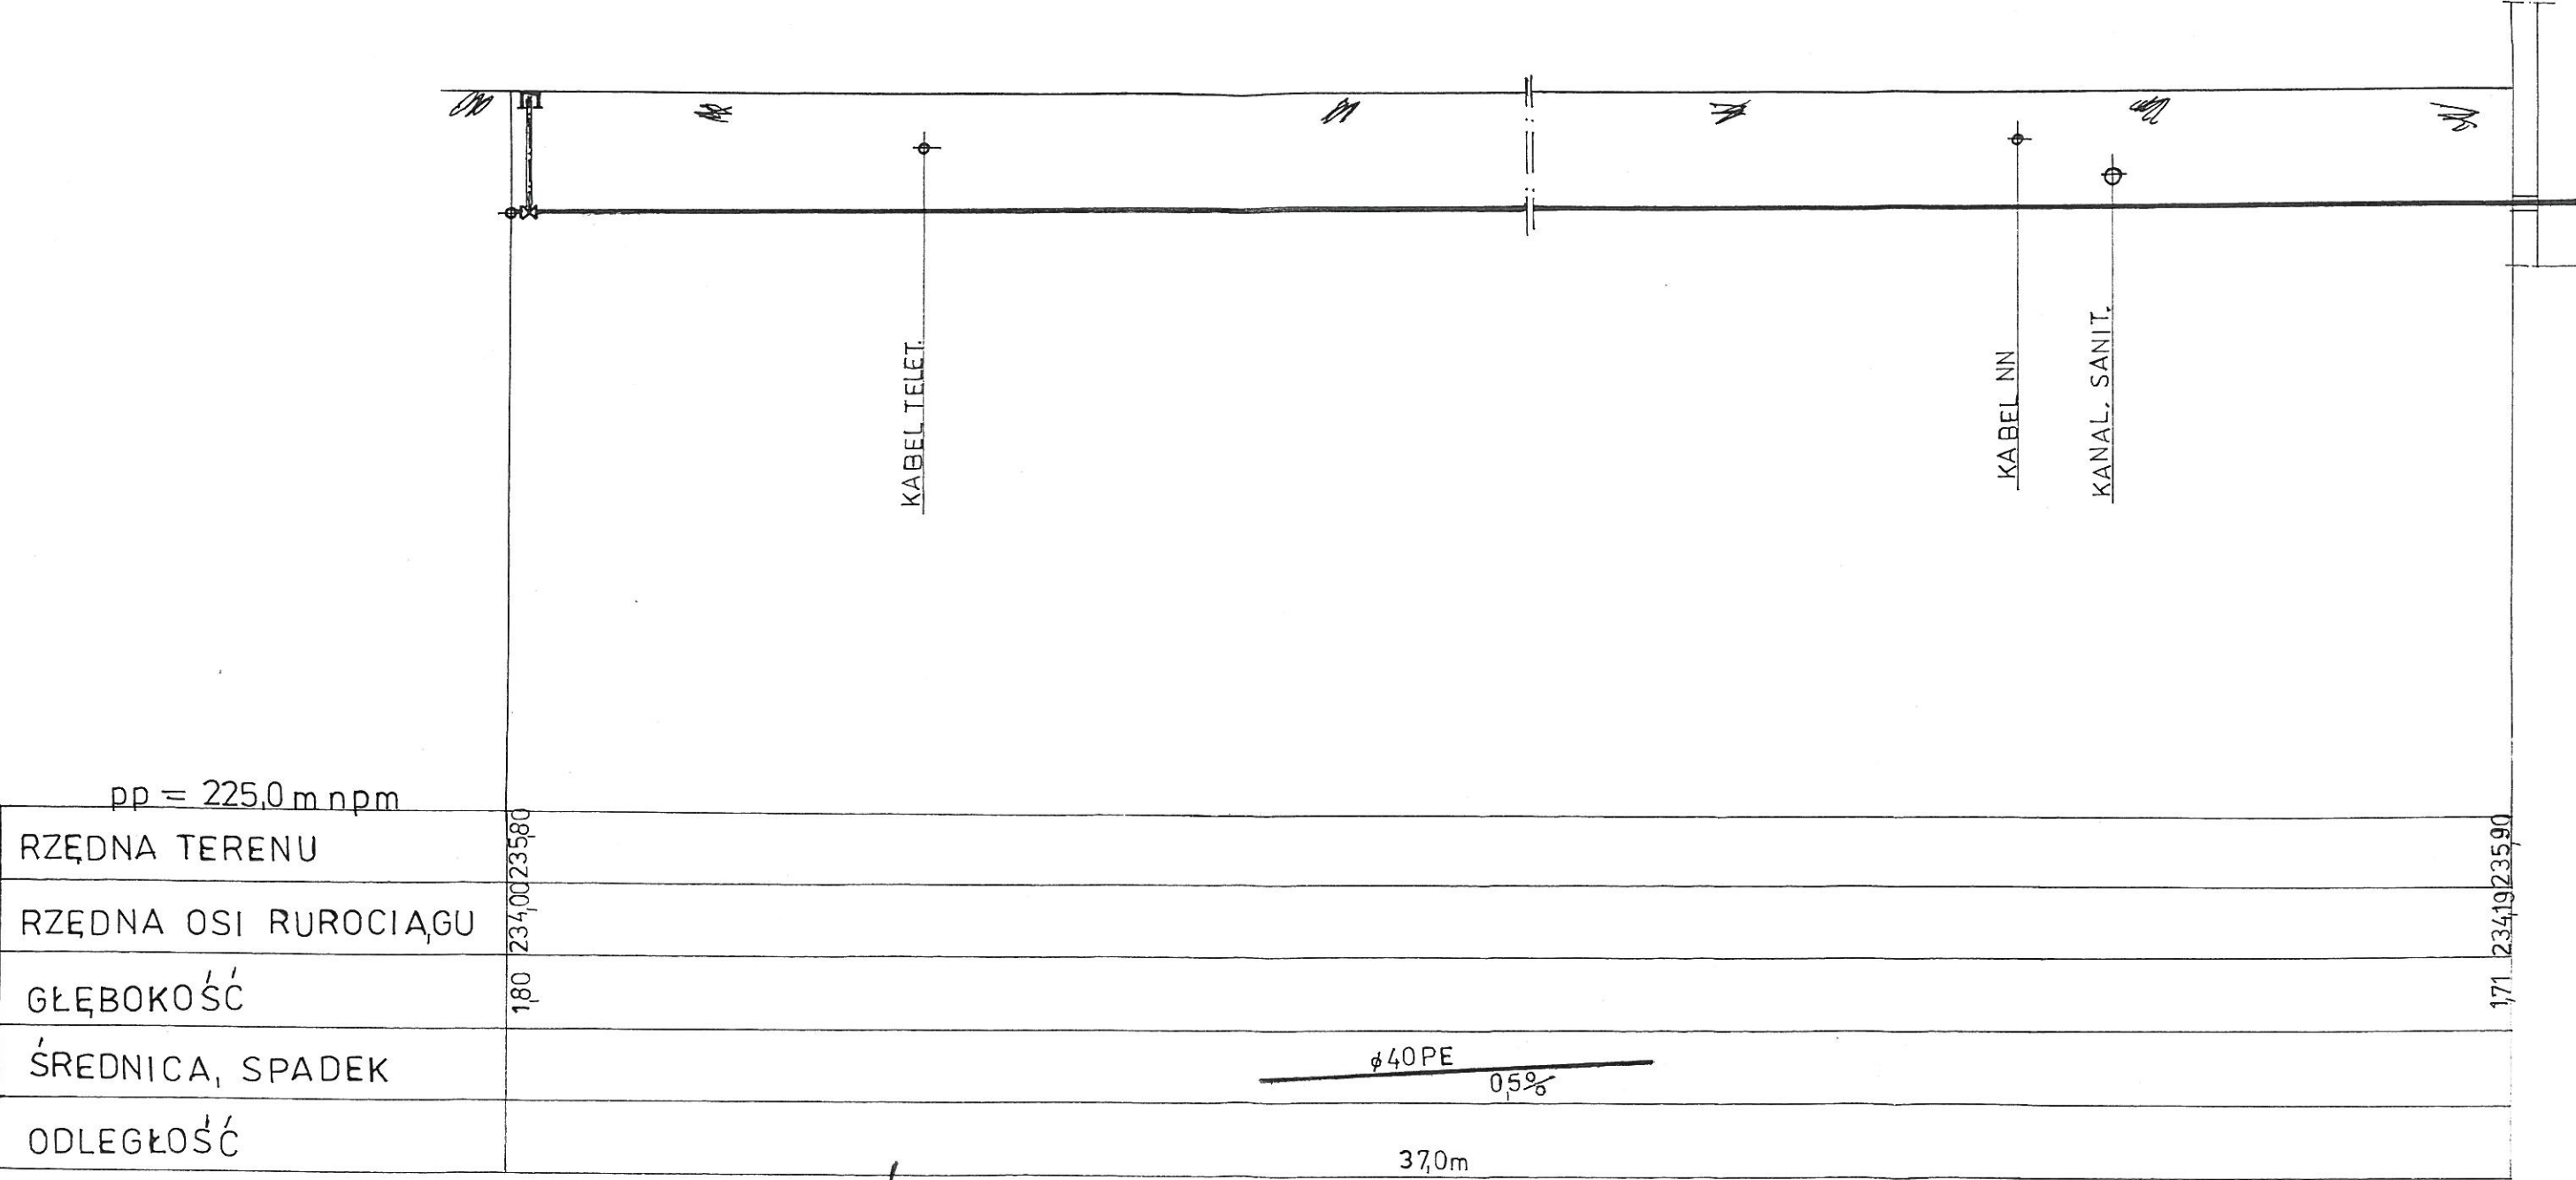 KABEL TELET.
KABEL NN
KANAL. SANIT.
pp = 225,0 m npm
RZĘDNA TERENU 235,80 235,90
RZĘDNA OSI RUROCIĄGU 234,00 234,19
GŁĘBOKOŚĆ 1,80 1,71
ŚREDNICA, SPADEK ϕ40PE 0,5%
ODLEGŁOŚĆ 37,0m